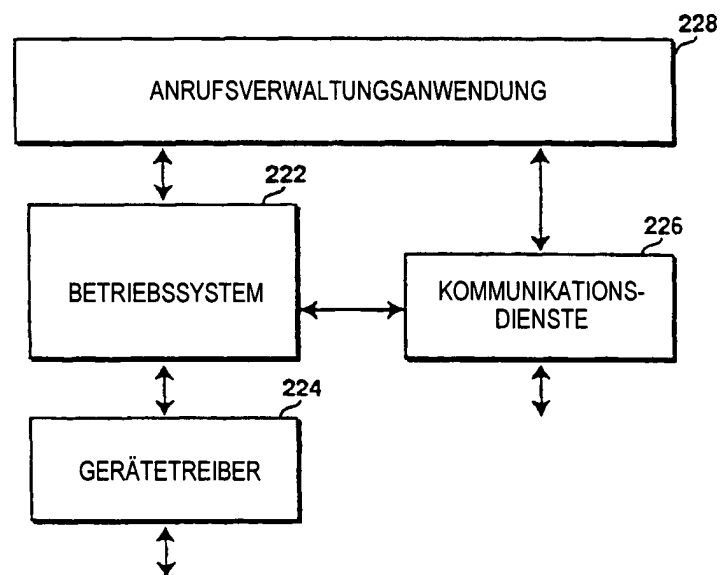 228
ANRUFSVERWALTUNGSANWENDUNG
222
BETRIEBSSYSTEM
226
KOMMUNIKATIONS-
DIENSTE
224
GERÄTETREIBER